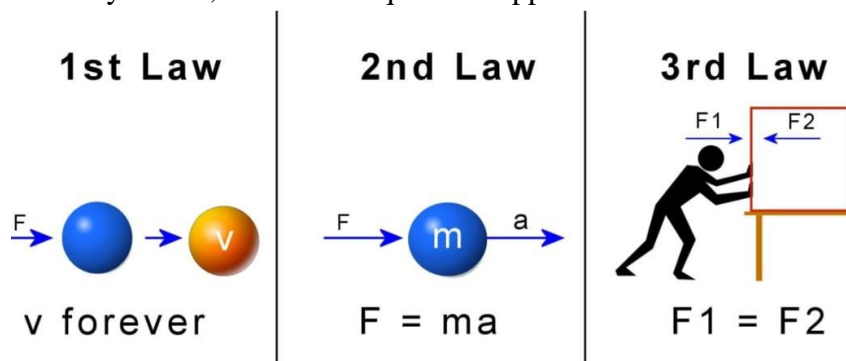 1st Law
F
v
v forever
2nd Law
F
m
a
F = ma
3rd Law
F1
F2
F1 = F2